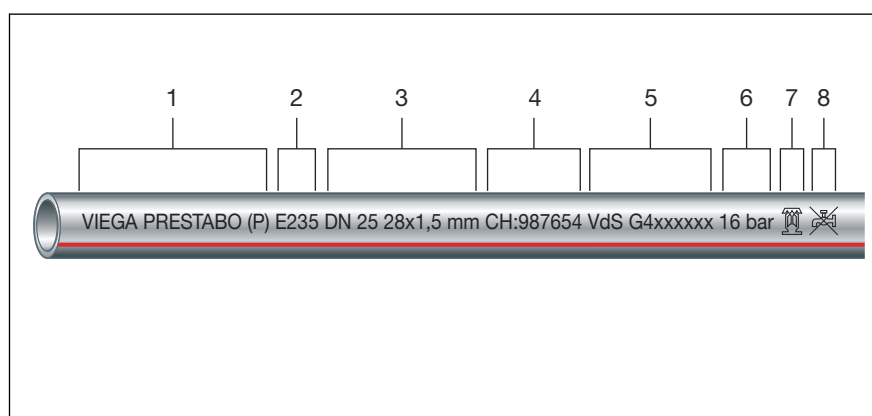 1 2 3 4 5 6 7 8
VIEGA PRESTABO (P) E235 DN 25 28x1,5 mm CH:987654 VdS G4xxxxxx 16 bar